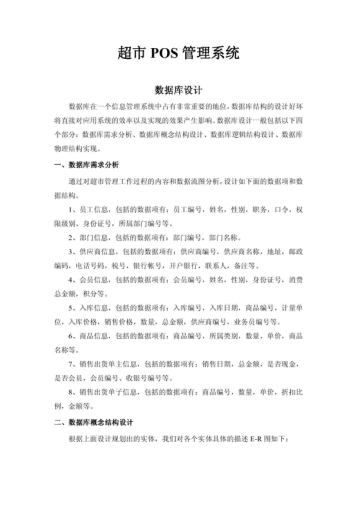 超市 POS 管理系统
数据库设计
数据库在一个信息管理系统中占有非常重要的地位，数据库结构的设计好坏
将直接对应用系统的效率以及实现的效果产生影响。数据库设计一般包括以下四
个部分：数据库需求分析、数据库概念结构设计、数据库逻辑结构设计、数据库
物理结构实现。
一、数据库需求分析
通过对超市管理工作过程的内容和数据流图分析，设计如下面的数据项和数
据结构。
1、员工信息，包括的数据项有：员工编号，姓名，性别，职务，口令，权
限级别、身份证号，所属部门编号等。
2、部门信息，包括的数据项有：部门编号，部门名称。
3、供应商信息，包括的数据项有：供应商编号，供应商名称，地址，邮政
编码，电话号码，税号，银行帐号，开户银行，联系人，备注等。
4、会员信息，包括的数据项有：会员编号，姓名，性别，身份证号，消费
总金额，积分等。
5、入库信息，包括的数据项有：入库编号，入库日期，商品编号，计量单
位，入库价格，销售价格，数量，总金额，供应商编号，业务员编号等。
6、商品信息，包括的数据项有：商品编号，所属类别，数量，单价，商品
名称等。
7、销售出货单主信息，包括的数据项有：销售日期，总金额，是否现金，
是否会员，会员编号、收银号编号等。
8、销售出货单子信息，包括的数据项有：商品编号，数量，单价，折扣比
例，金额等。
二、数据库概念结构设计
根据上面设计规划出的实体，我们对各个实体具体的描述 E-R 图如下：